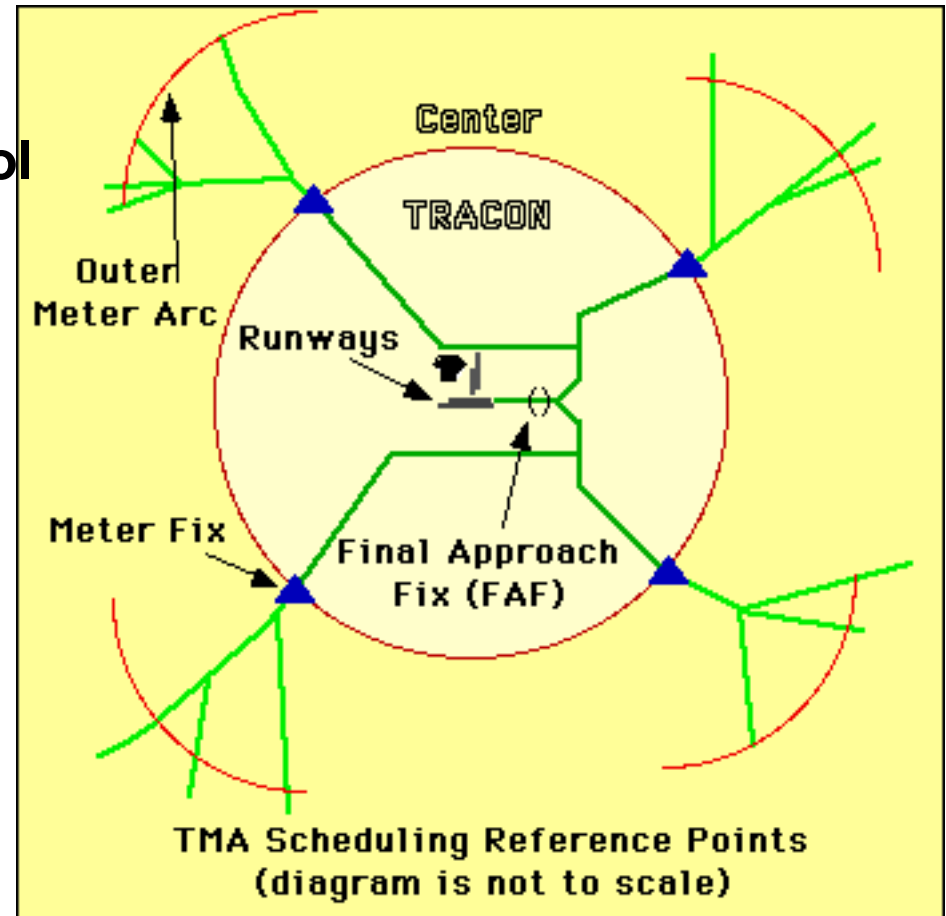 ol
Center
TRACON
Outer
Meter Arc
Runways
Meter Fix
Final Approach
Fix (FAF)
TMA Scheduling Reference Points
(diagram is not to scale)